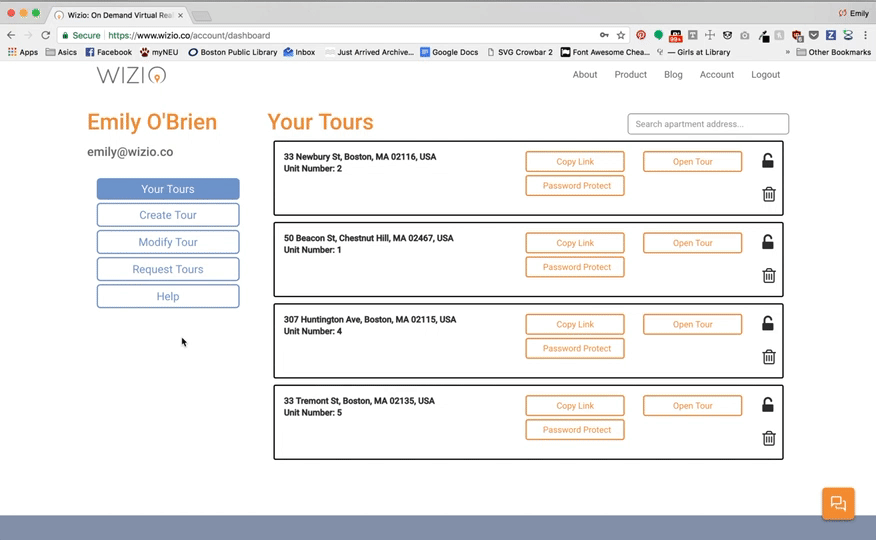 Wizio: On Demand Virtual Rea
Emily
Secure https://www.wizio.co/account/dashboard
Apps Asics Facebook myNEU Boston Public Library Inbox Just Arrived Archive... Google Docs SVG Crowbar 2 Font Awesome Chea... — Girls at Library » Other Bookmarks
WIZIO
About Product Blog Account Logout
Emily O'Brien
emily@wizio.co
Your Tours
Create Tour
Modify Tour
Request Tours
Help
Your Tours
Search apartment address...
33 Newbury St, Boston, MA 02116, USA
Unit Number: 2
Copy Link
Password Protect
Open Tour
50 Beacon St, Chestnut Hill, MA 02467, USA
Unit Number: 1
Copy Link
Password Protect
Open Tour
307 Huntington Ave, Boston, MA 02115, USA
Unit Number: 4
Copy Link
Password Protect
Open Tour
33 Tremont St, Boston, MA 02135, USA
Unit Number: 5
Copy Link
Password Protect
Open Tour